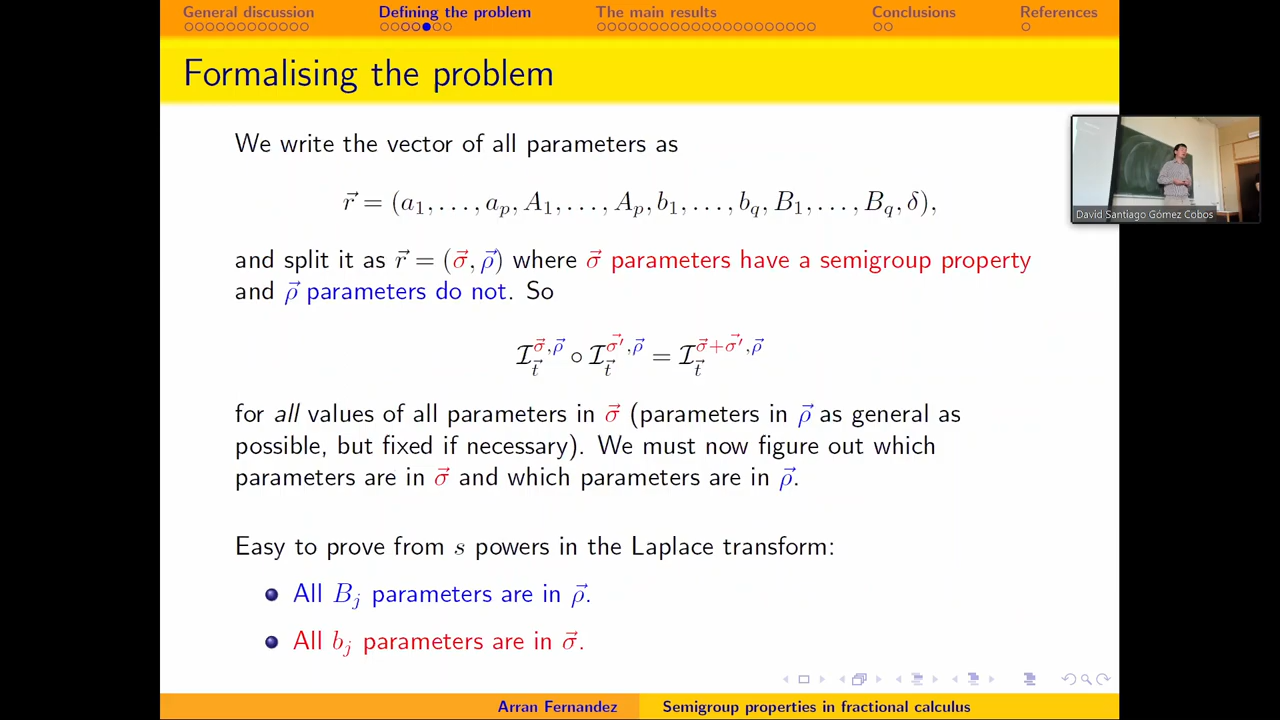 General discussion Defining the problem The main results Conclusions References
Formalising the problem
We write the vector of all parameters as
r⃗ = (a₁, . . . , aₚ, A₁, . . . , Aₚ, b₁, . . . , b_q, B₁, . . . , B_q, δ),
and split it as r⃗ = (σ⃗, ρ⃗) where σ⃗ parameters have a semigroup property
and ρ⃗ parameters do not. So
𝓘_t⃗^{σ⃗,ρ⃗} ∘ 𝓘_t⃗^{σ⃗′,ρ⃗} = 𝓘_t⃗^{σ⃗+σ⃗′,ρ⃗}
for all values of all parameters in σ⃗ (parameters in ρ⃗ as general as
possible, but fixed if necessary). We must now figure out which
parameters are in σ⃗ and which parameters are in ρ⃗.
Easy to prove from s powers in the Laplace transform:
All B_j parameters are in ρ⃗.
All b_j parameters are in σ⃗.
Arran Fernandez Semigroup properties in fractional calculus
David Santiago Gómez Cobos